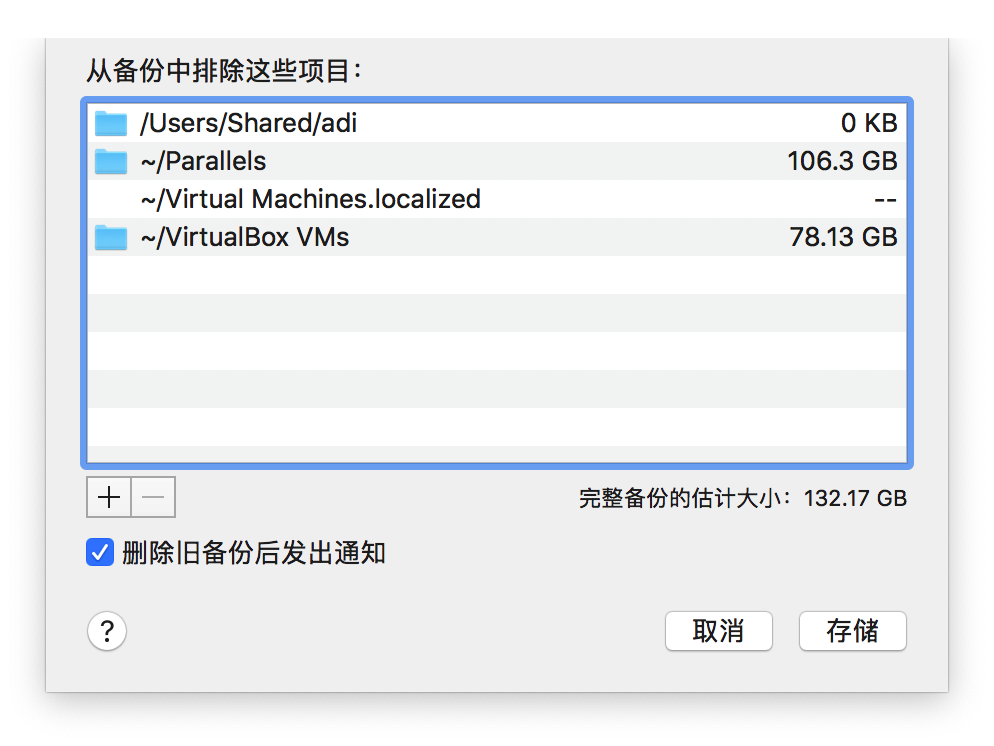 从备份中排除这些项目：
/Users/Shared/adi 0 KB
~/Parallels 106.3 GB
~/Virtual Machines.localized --
~/VirtualBox VMs 78.13 GB
+ −
完整备份的估计大小：132.17 GB
删除旧备份后发出通知
? 取消 存储